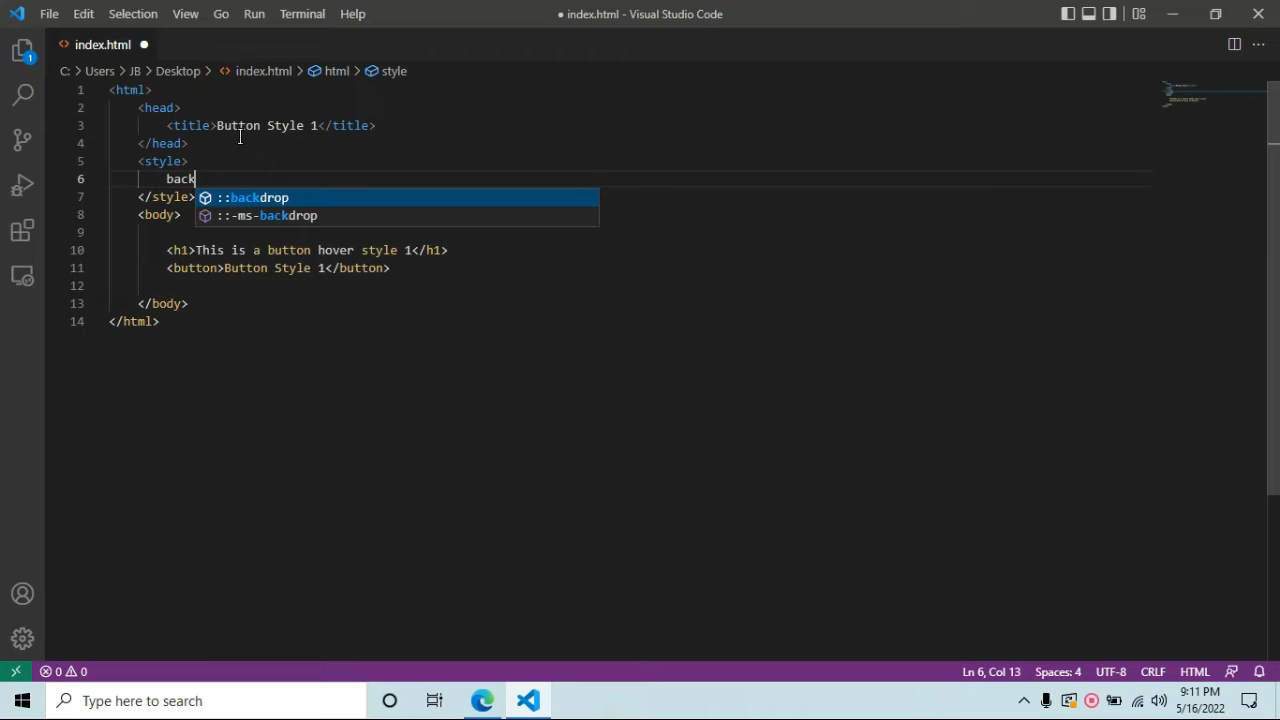 File Edit Selection View Go Run Terminal Help
● index.html - Visual Studio Code
index.html
C: > Users > JB > Desktop > index.html > html > style
1 <html>
2 <head>
3 <title>Button Style 1</title>
4 </head>
5 <style>
6 back
7 </style>
::backdrop
8 <body>
::-ms-backdrop
9
10 <h1>This is a button hover style 1</h1>
11 <button>Button Style 1</button>
12
13 </body>
14 </html>
1
0 0
Ln 6, Col 13 Spaces: 4 UTF-8 CRLF HTML
Type here to search
9:11 PM
5/16/2022